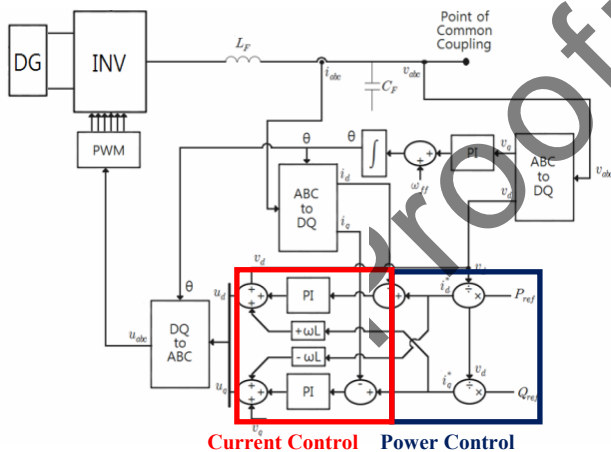 Point of
Common
Coupling
DG
INV
L_F
i_abc
C_F
v_abc
PWM
θ
θ
∫
+
+
ω_ff
PI
v_q
v_d
ABC
to
DQ
v_abc
ABC
to
DQ
i_d
i_q
θ
v_d
u_d
PI
i_d*
÷
×
P_ref
DQ
to
ABC
u_abc
+ωL
- ωL
v_d
u_q
PI
i_q*
÷
×
Q_ref
v_q
Current Control
Power Control
Proof